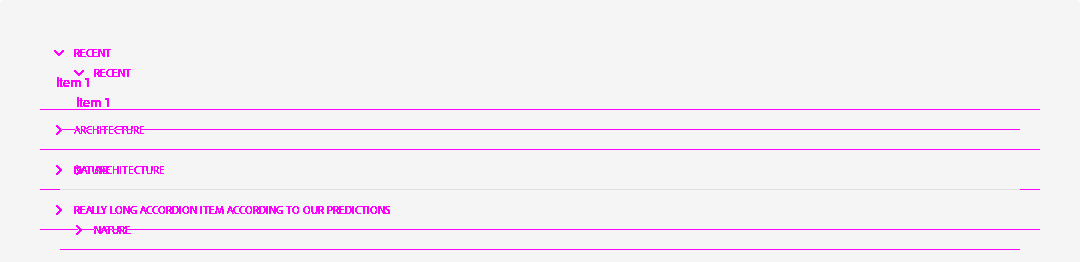 RECENT
RECENT
Item 1
Item 1
ARCHITECTURE
NATURE
ARCHITECTURE
REALLY LONG ACCORDION ITEM ACCORDING TO OUR PREDICTIONS
NATURE